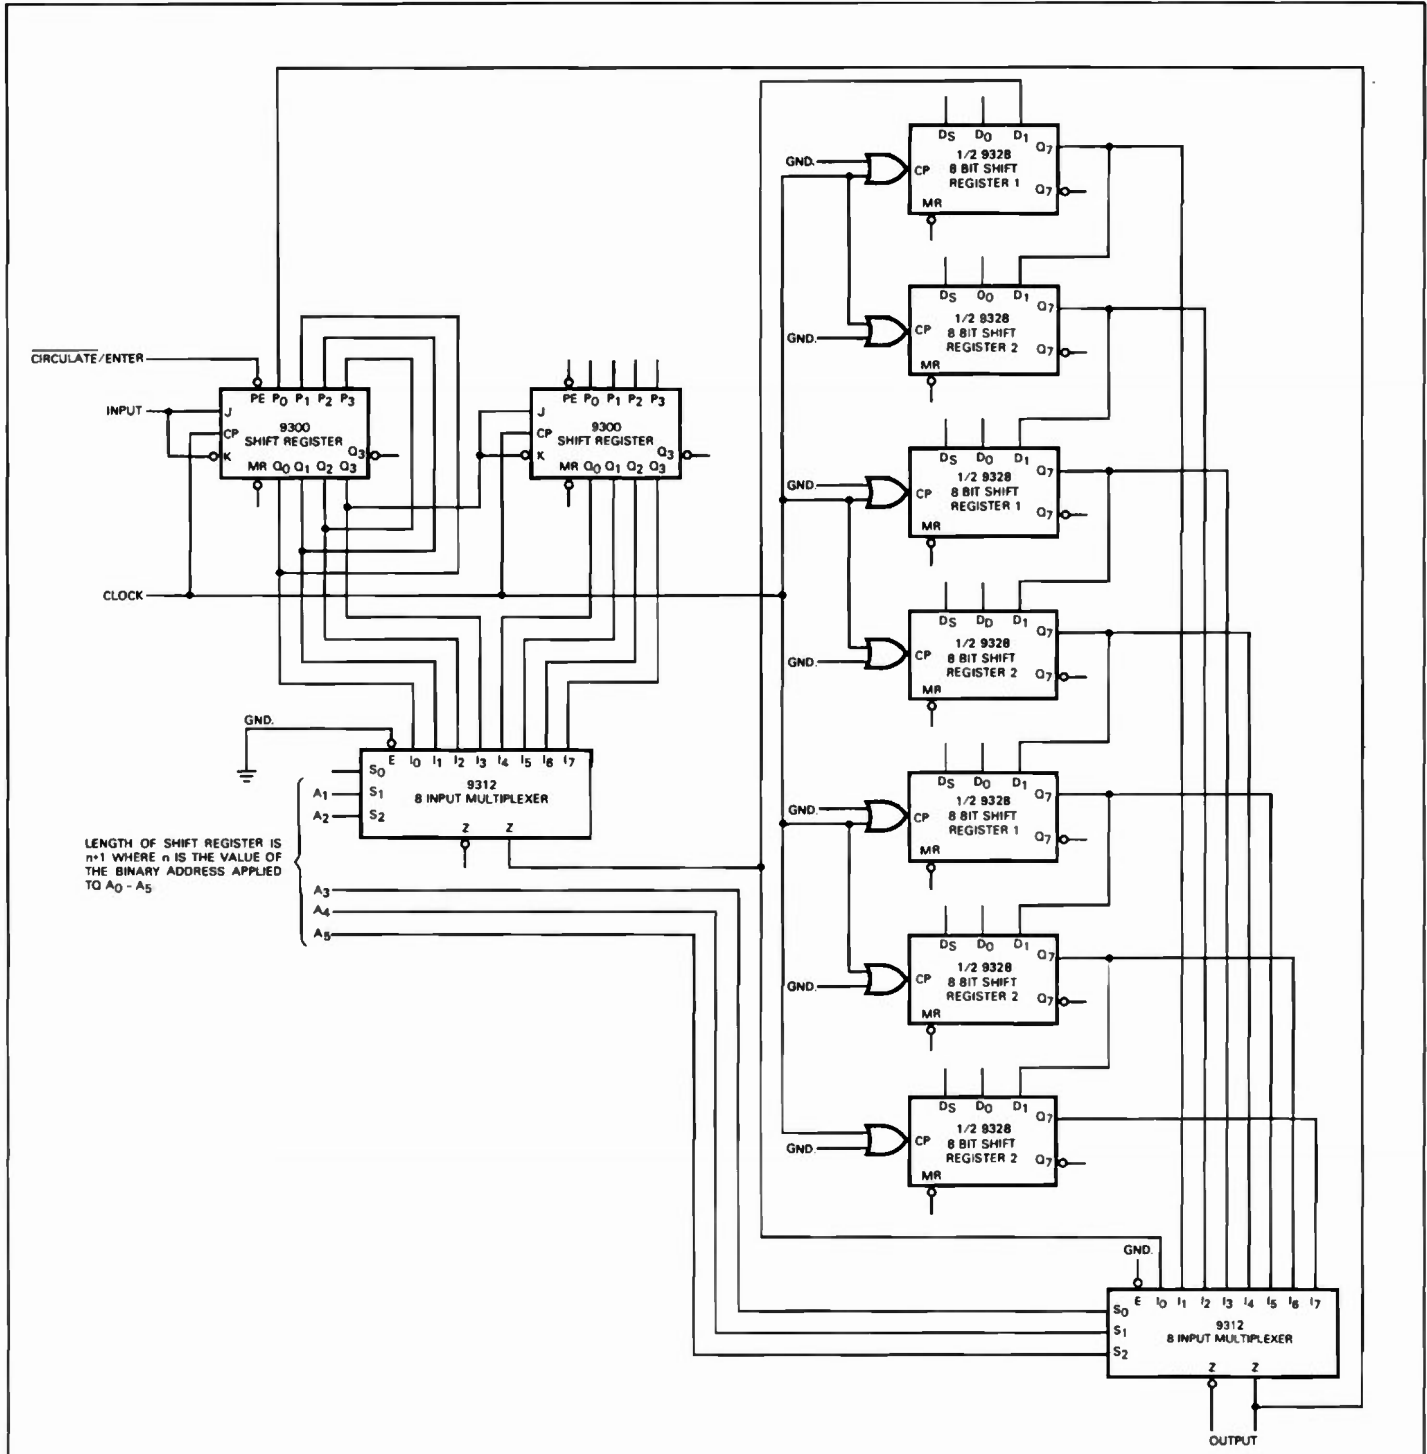 DS D0 D1
GND.
CP
1/2 9328
8 BIT SHIFT
REGISTER 1
Q7
Q7
MR
DS D0 D1
CP
GND.
1/2 9328
8 BIT SHIFT
REGISTER 2
Q7
Q7
MR
CIRCULATE/ENTER
INPUT
PE P0 P1 P2 P3
J
CP
K
9300
SHIFT REGISTER
Q3
MR Q0 Q1 Q2 Q3
PE P0 P1 P2 P3
J
CP
K
9300
SHIFT REGISTER
Q3
MR Q0 Q1 Q2 Q3
DS D0 D1
GND.
CP
1/2 9328
8 BIT SHIFT
REGISTER 1
Q7
Q7
MR
CLOCK
DS DD D1
CP
GND.
1/2 9328
8 BIT SHIFT
REGISTER 2
Q7
Q7
MR
GND.
E I0 I1 I2 I3 I4 I5 I6 I7
S0
A1 S1
A2 S2
9312
8 INPUT MULTIPLEXER
Z Z
LENGTH OF SHIFT REGISTER IS
n+1 WHERE n IS THE VALUE OF
THE BINARY ADDRESS APPLIED
TO A0 - A5
A3
A4
A5
DS D0 D1
GND.
CP
1/2 9328
8 BIT SHIFT
REGISTER 1
Q7
Q7
MR
DS D0 D1
CP
GND.
1/2 9328
8 BIT SHIFT
REGISTER 2
Q7
Q7
MR
DS D0 D1
CP
GND.
1/2 9328
8 BIT SHIFT
REGISTER 2
Q7
Q7
MR
GND.
E I0 I1 I2 I3 I4 I5 I6 I7
S0
S1
S2
9312
8 INPUT MULTIPLEXER
Z Z
OUTPUT